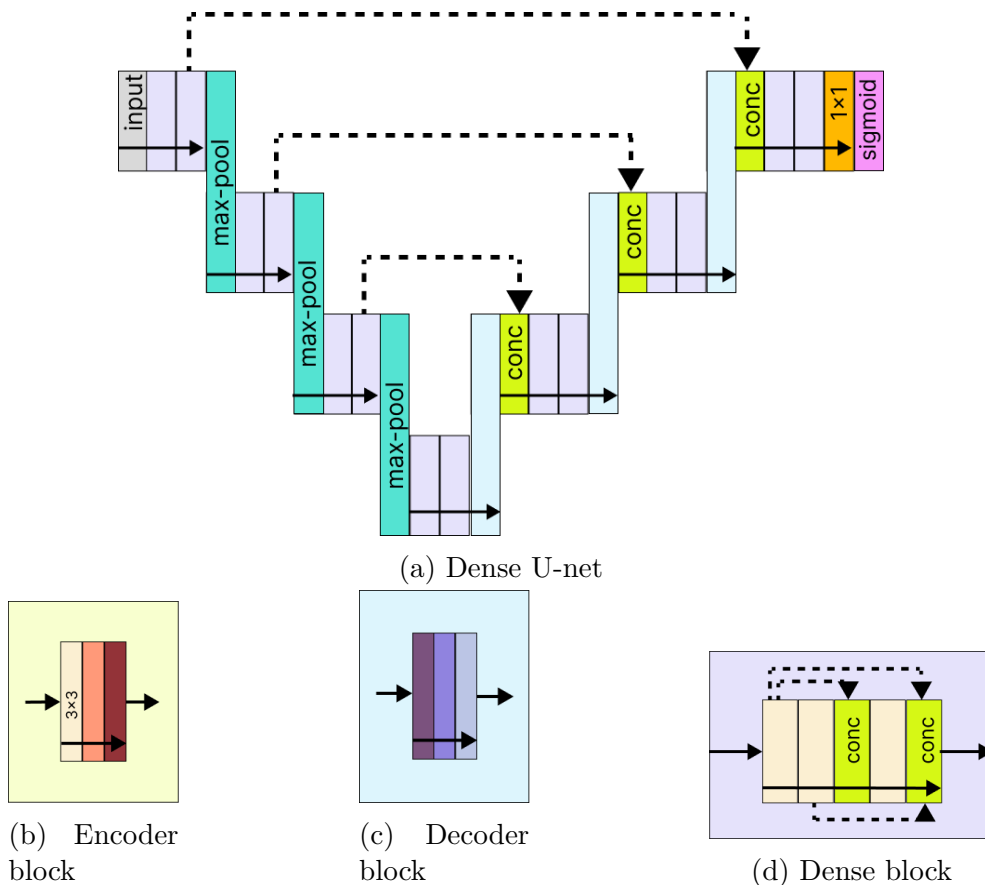 input
max-pool
max-pool
max-pool
conc
conc
conc
1×1
sigmoid
(a) Dense U-net
3×3
(b) Encoder
block
(c) Decoder
block
conc
conc
(d) Dense block